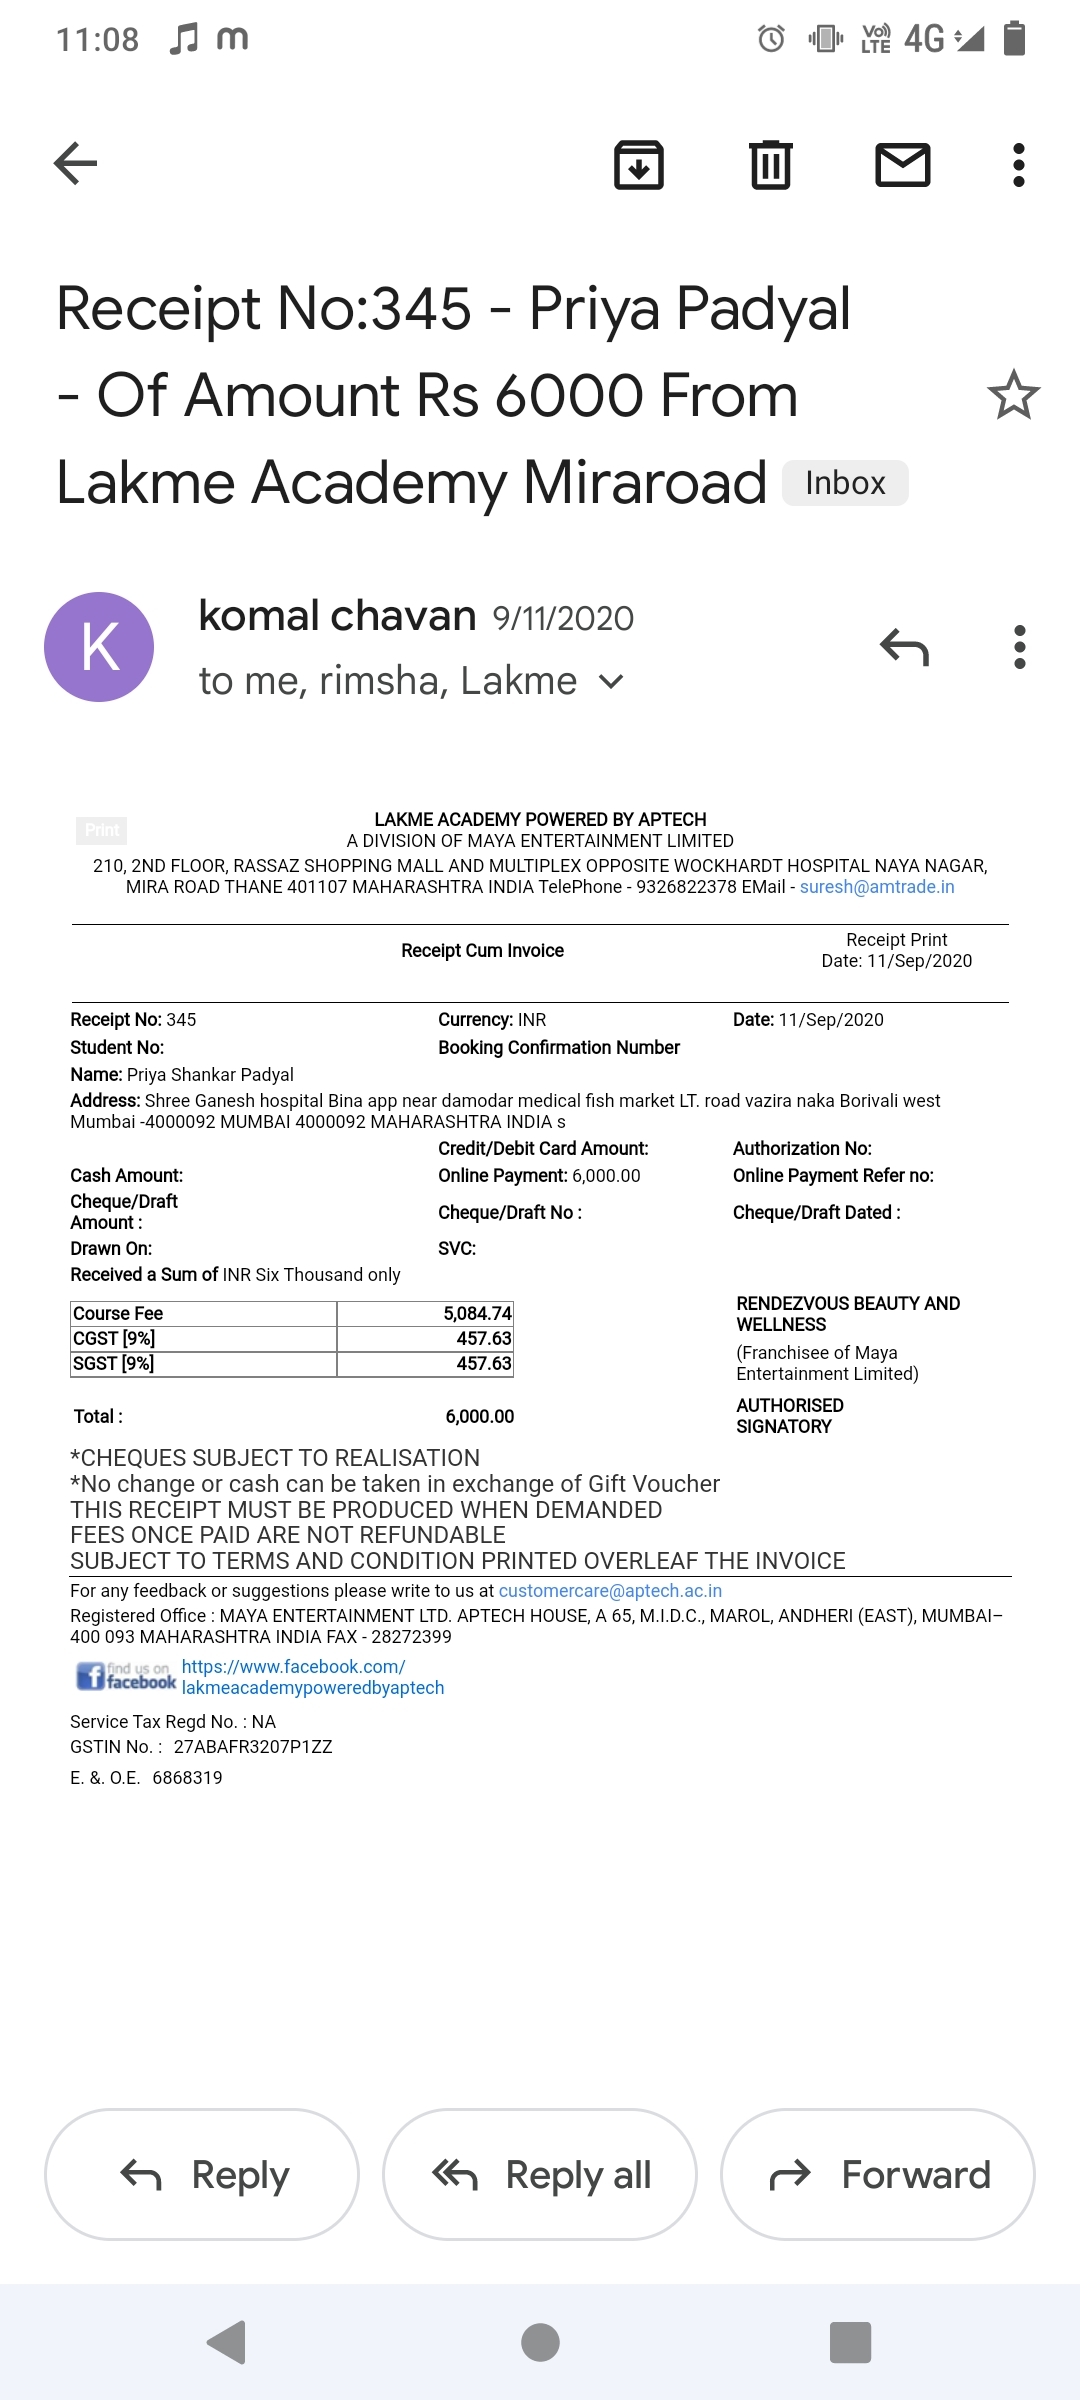 11:08
Vo)) LTE 4G
Receipt No:345 - Priya Padyal
- Of Amount Rs 6000 From
Lakme Academy Miraroad Inbox
K
komal chavan 9/11/2020
to me, rimsha, Lakme
Print
LAKME ACADEMY POWERED BY APTECH
A DIVISION OF MAYA ENTERTAINMENT LIMITED
210, 2ND FLOOR, RASSAZ SHOPPING MALL AND MULTIPLEX OPPOSITE WOCKHARDT HOSPITAL NAYA NAGAR,
MIRA ROAD THANE 401107 MAHARASHTRA INDIA TelePhone - 9326822378 EMail - suresh@amtrade.in
Receipt Cum Invoice
Receipt Print
Date: 11/Sep/2020
Receipt No: 345 Currency: INR Date: 11/Sep/2020
Student No: Booking Confirmation Number
Name: Priya Shankar Padyal
Address: Shree Ganesh hospital Bina app near damodar medical fish market LT. road vazira naka Borivali west
Mumbai -4000092 MUMBAI 4000092 MAHARASHTRA INDIA s
Credit/Debit Card Amount: Authorization No:
Cash Amount: Online Payment: 6,000.00 Online Payment Refer no:
Cheque/Draft
Amount : Cheque/Draft No : Cheque/Draft Dated :
Drawn On: SVC:
Received a Sum of INR Six Thousand only
Course Fee 5,084.74
CGST [9%] 457.63
SGST [9%] 457.63
Total : 6,000.00
RENDEZVOUS BEAUTY AND
WELLNESS
(Franchisee of Maya
Entertainment Limited)
AUTHORISED
SIGNATORY
*CHEQUES SUBJECT TO REALISATION
*No change or cash can be taken in exchange of Gift Voucher
THIS RECEIPT MUST BE PRODUCED WHEN DEMANDED
FEES ONCE PAID ARE NOT REFUNDABLE
SUBJECT TO TERMS AND CONDITION PRINTED OVERLEAF THE INVOICE
For any feedback or suggestions please write to us at customercare@aptech.ac.in
Registered Office : MAYA ENTERTAINMENT LTD. APTECH HOUSE, A 65, M.I.D.C., MAROL, ANDHERI (EAST), MUMBAI–
400 093 MAHARASHTRA INDIA FAX - 28272399
find us on
facebook
https://www.facebook.com/
lakmeacademypoweredbyaptech
Service Tax Regd No. : NA
GSTIN No. : 27ABAFR3207P1ZZ
E. &. O.E. 6868319
Reply Reply all Forward